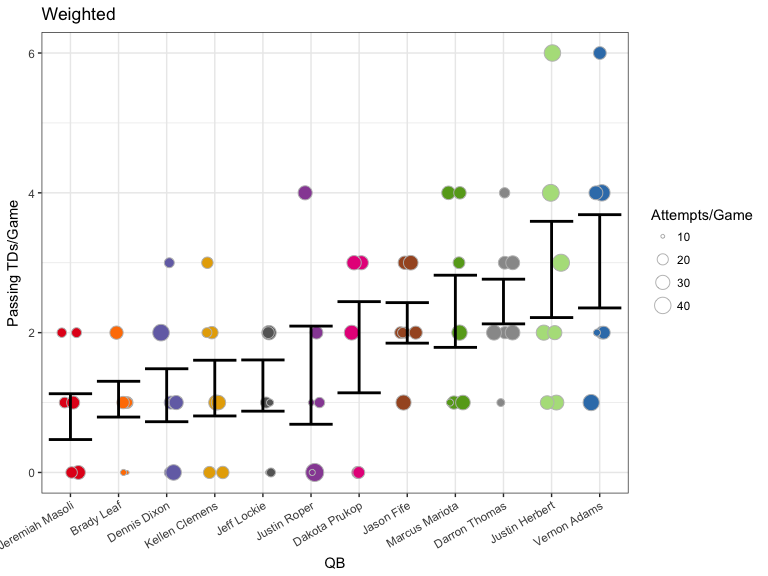 Weighted
Passing TDs/Game
6
4
2
0
Jeremiah Masoli
Brady Leaf
Dennis Dixon
Kellen Clemens
Jeff Lockie
Justin Roper
Dakota Prukop
Jason Fife
Marcus Mariota
Darron Thomas
Justin Herbert
Vernon Adams
QB
Attempts/Game
10
20
30
40